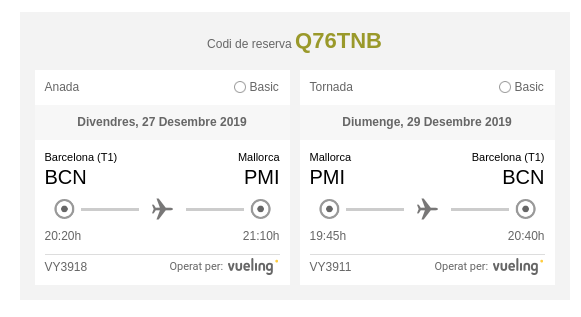 Codi de reserva Q76TNB
Anada Basic
Divendres, 27 Desembre 2019
Barcelona (T1) Mallorca
BCN PMI
20:20h 21:10h
VY3918 Operat per: vueling
Tornada Basic
Diumenge, 29 Desembre 2019
Mallorca Barcelona (T1)
PMI BCN
19:45h 20:40h
VY3911 Operat per: vueling